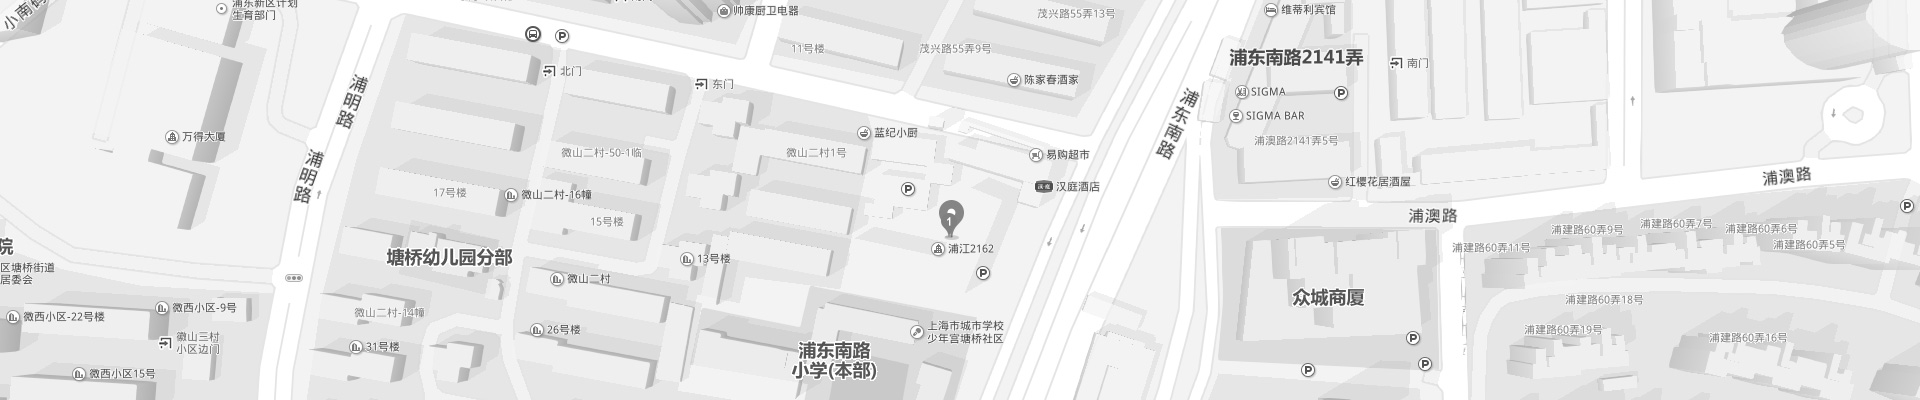 小南码
浦东新区计划
生育部门
帅康厨卫电器
茂兴路55弄13号
维蒂利宾馆
11号楼
茂兴路55弄9号
浦东南路2141弄
南门
北门
东门
陈家春酒家
浦明路
SIGMA
浦东南路
SIGMA BAR
万得大厦
蓝纪小厨
浦澳路2141弄5号
微山二村-50-1临
微山二村1号
易购超市
浦明路
17号楼
微山二村-16幢
汉庭酒店
红樱花居酒屋
浦澳路
15号楼
1
浦澳路
院
塘桥幼儿园分部
13号楼
浦江2162
浦建路60弄11号
浦建路60弄9号
浦建路60弄7号
浦建路60弄6号
浦建路60弄5号
区塘桥街道
居委会
微山二村
众城商厦
浦建路60弄18号
微西小区-22号楼
微西小区-9号
微山二村-14幢
26号楼
上海市城市学校
少年宫塘桥社区
浦建路60弄19号
浦建路60弄16号
徽山三村
小区边门
31号楼
浦东南路
小学(本部)
微西小区15号